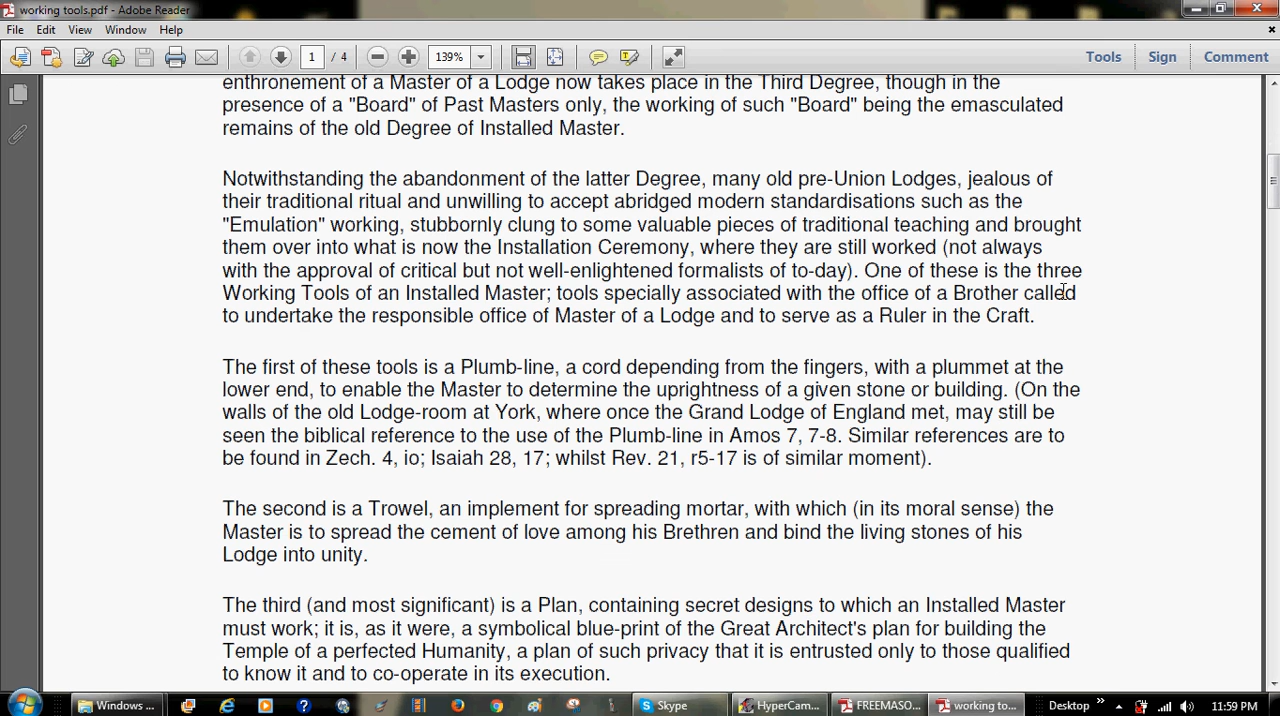 working tools.pdf - Adobe Reader
File Edit View Window Help
1 / 4 139% Tools Sign Comment
enthronement of a Master of a Lodge now takes place in the Third Degree, though in the
presence of a "Board" of Past Masters only, the working of such "Board" being the emasculated
remains of the old Degree of Installed Master.
Notwithstanding the abandonment of the latter Degree, many old pre-Union Lodges, jealous of
their traditional ritual and unwilling to accept abridged modern standardisations such as the
"Emulation" working, stubbornly clung to some valuable pieces of traditional teaching and brought
them over into what is now the Installation Ceremony, where they are still worked (not always
with the approval of critical but not well-enlightened formalists of to-day). One of these is the three
Working Tools of an Installed Master; tools specially associated with the office of a Brother called
to undertake the responsible office of Master of a Lodge and to serve as a Ruler in the Craft.
The first of these tools is a Plumb-line, a cord depending from the fingers, with a plummet at the
lower end, to enable the Master to determine the uprightness of a given stone or building. (On the
walls of the old Lodge-room at York, where once the Grand Lodge of England met, may still be
seen the biblical reference to the use of the Plumb-line in Amos 7, 7-8. Similar references are to
be found in Zech. 4, io; Isaiah 28, 17; whilst Rev. 21, r5-17 is of similar moment).
The second is a Trowel, an implement for spreading mortar, with which (in its moral sense) the
Master is to spread the cement of love among his Brethren and bind the living stones of his
Lodge into unity.
The third (and most significant) is a Plan, containing secret designs to which an Installed Master
must work; it is, as it were, a symbolical blue-print of the Great Architect's plan for building the
Temple of a perfected Humanity, a plan of such privacy that it is entrusted only to those qualified
to know it and to co-operate in its execution.
Windows ... Skype HyperCam... FREEMASO... working to... Desktop » 11:59 PM